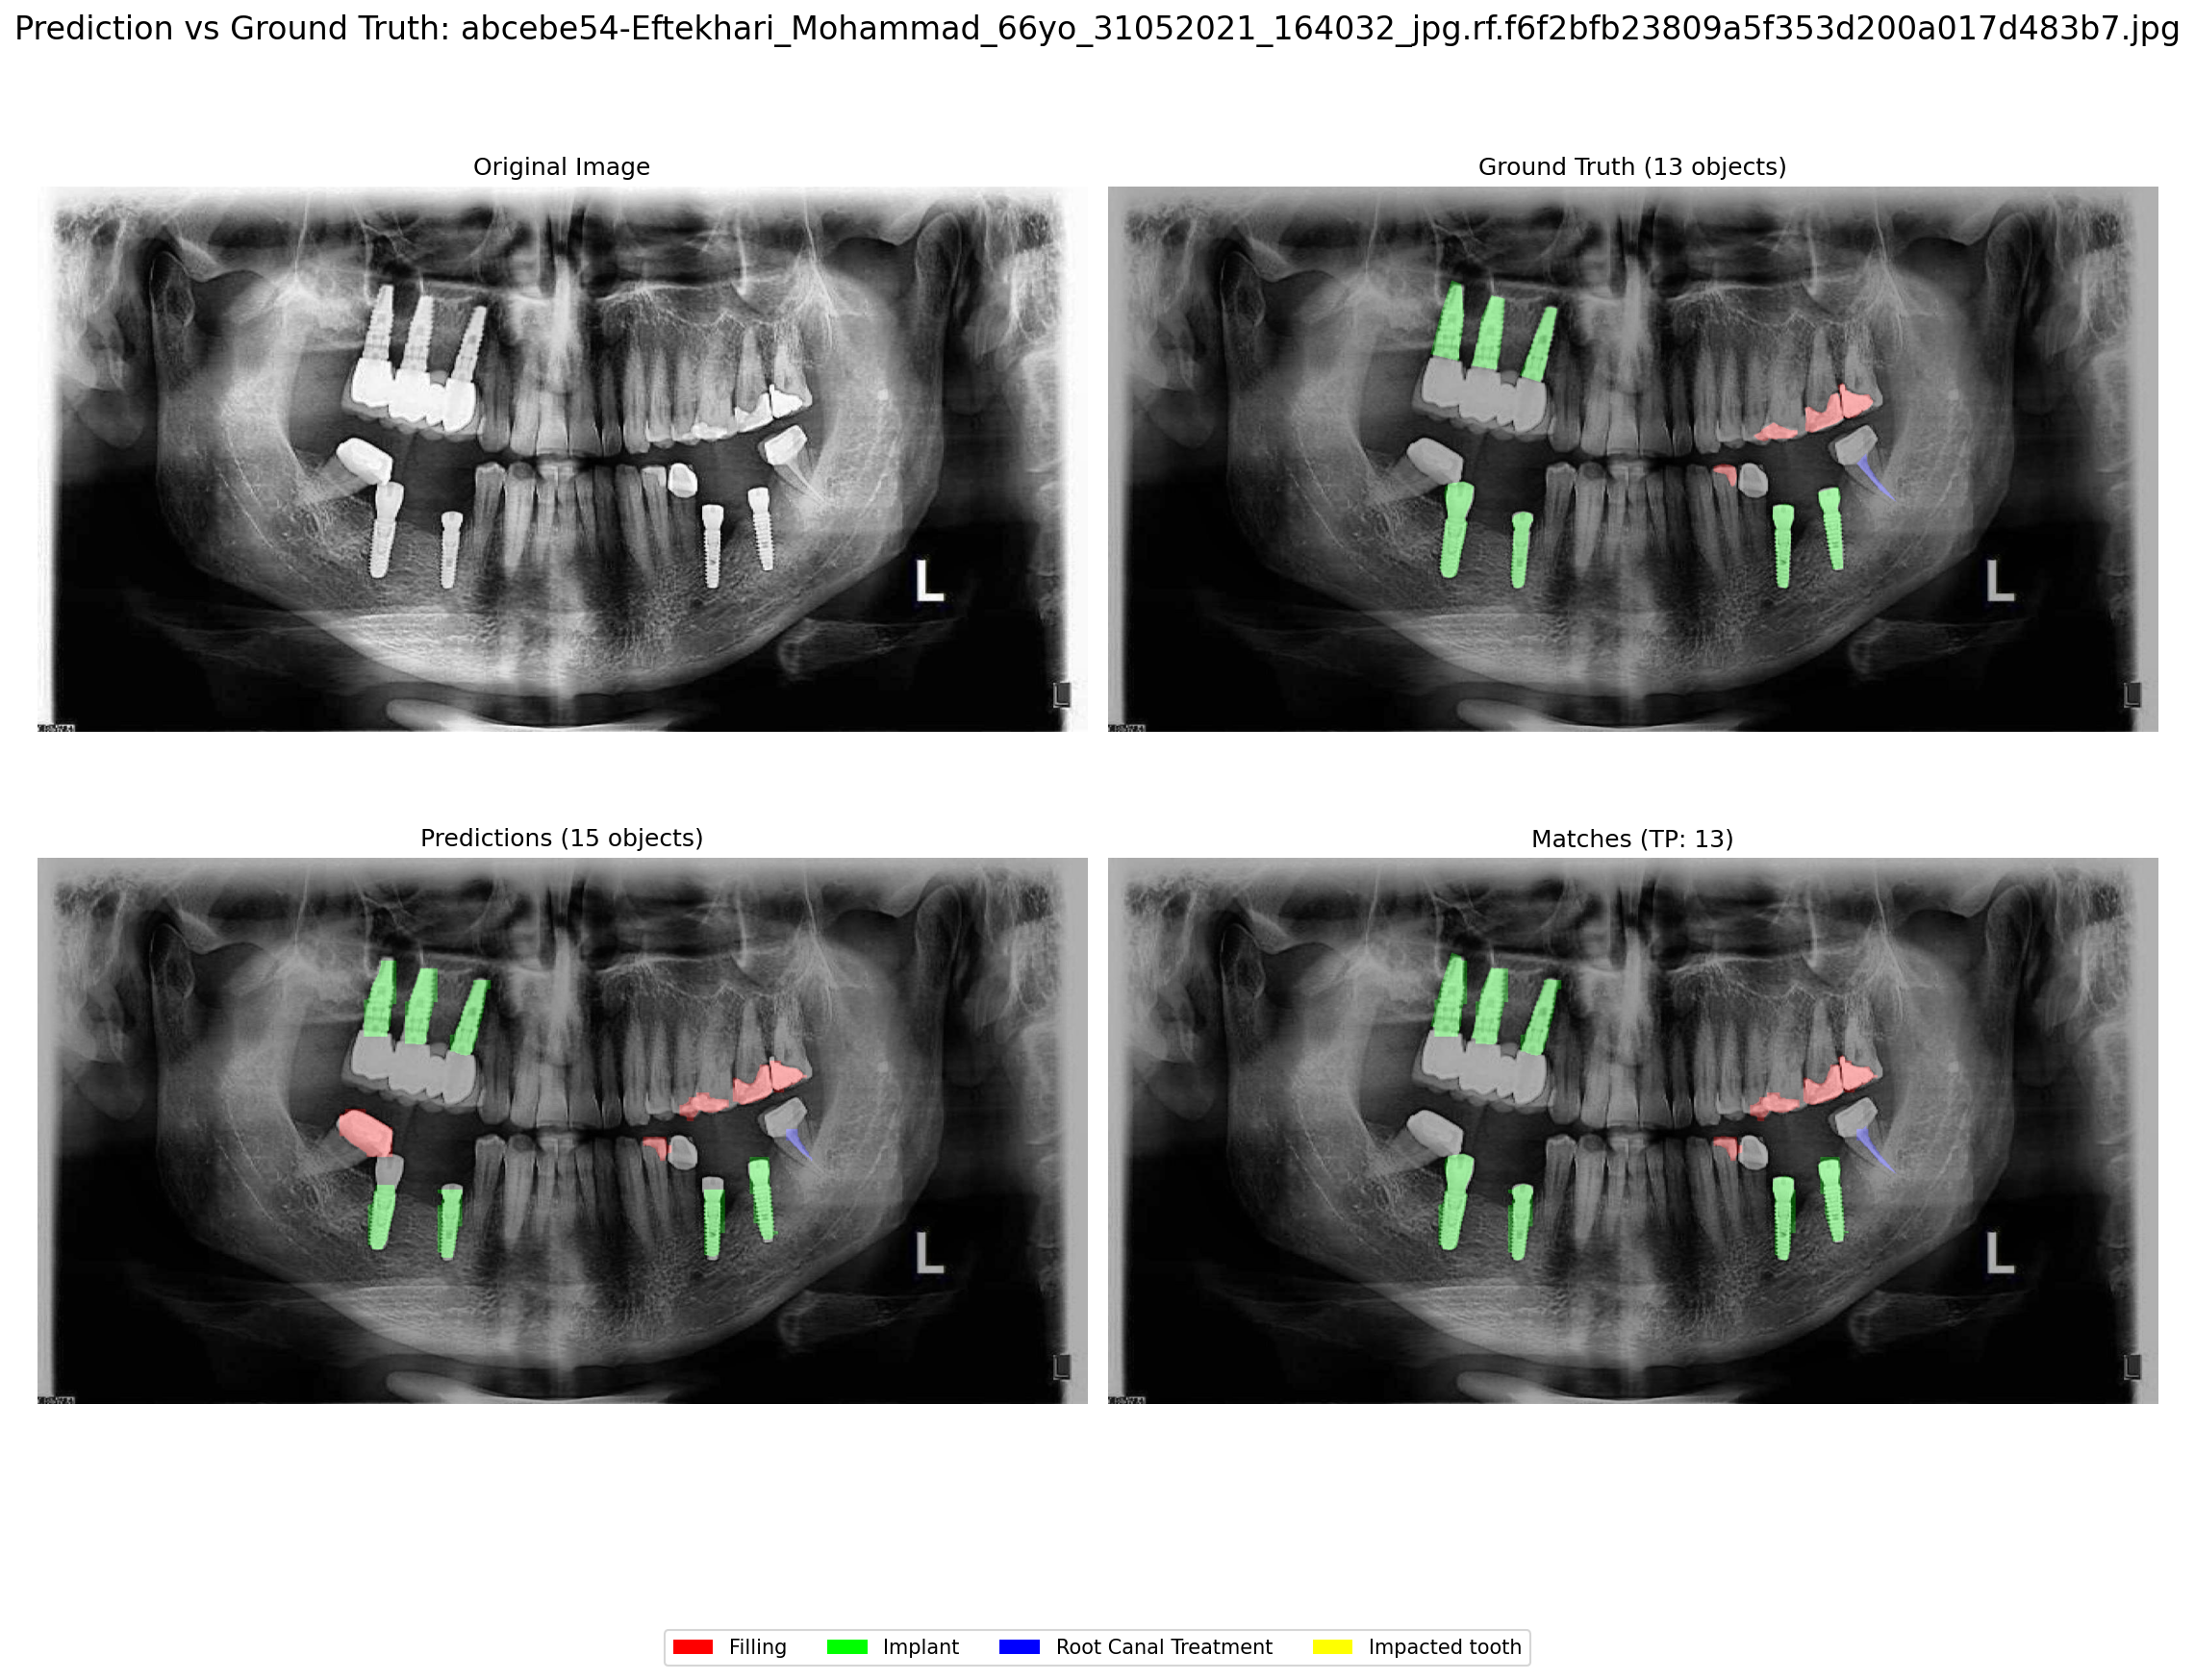 Prediction vs Ground Truth: abcebe54-Eftekhari_Mohammad_66yo_31052021_164032_jpg.rf.f6f2bfb23809a5f353d200a017d483b7.jpg
Original Image
Ground Truth (13 objects)
L
L
Predictions (15 objects)
Matches (TP: 13)
L
L
Filling
Implant
Root Canal Treatment
Impacted tooth